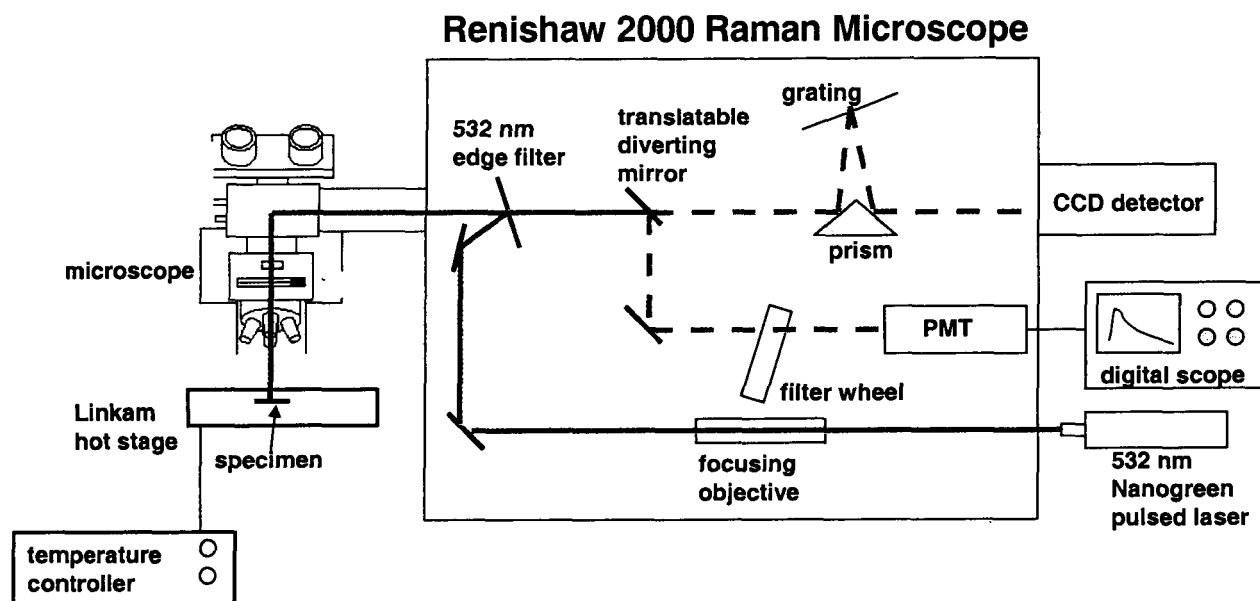 Renishaw 2000 Raman Microscope
grating
translatable
diverting
mirror
532 nm
edge filter
CCD detector
prism
microscope
PMT
digital scope
filter wheel
Linkam
hot stage
specimen
focusing
objective
532 nm
Nanogreen
pulsed laser
temperature
controller